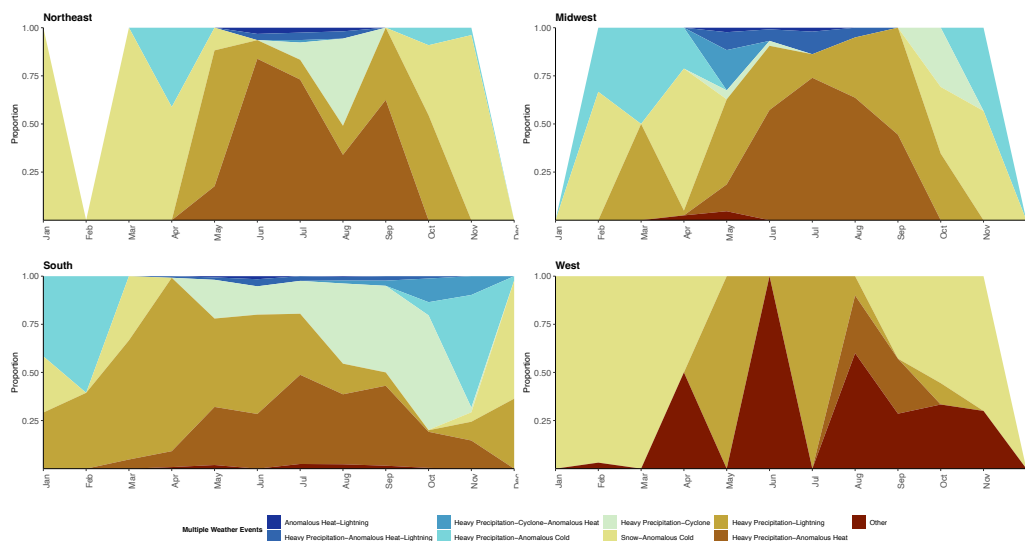 Northeast
Proportion
1.00
0.75
0.50
0.25
Jan
Feb
Mar
Apr
May
Jun
Jul
Aug
Sep
Oct
Nov
Midwest
Proportion
1.00
0.75
0.50
0.25
Jan
Feb
Mar
Apr
May
Jun
Jul
Aug
Sep
Oct
Nov
South
Proportion
1.00
0.75
0.50
0.25
Jan
Feb
Mar
Apr
May
Jun
Jul
Aug
Sep
Oct
Nov
West
Proportion
1.00
0.75
0.50
0.25
Jan
Feb
Mar
Apr
May
Jun
Jul
Aug
Sep
Oct
Nov
Multiple Weather Events
Anomalous Heat−Lightning
Heavy Precipitation−Anomalous Heat−Lightning
Heavy Precipitation−Cyclone−Anomalous Heat
Heavy Precipitation−Anomalous Cold
Heavy Precipitation−Cyclone
Snow−Anomalous Cold
Heavy Precipitation−Lightning
Heavy Precipitation−Anomalous Heat
Other